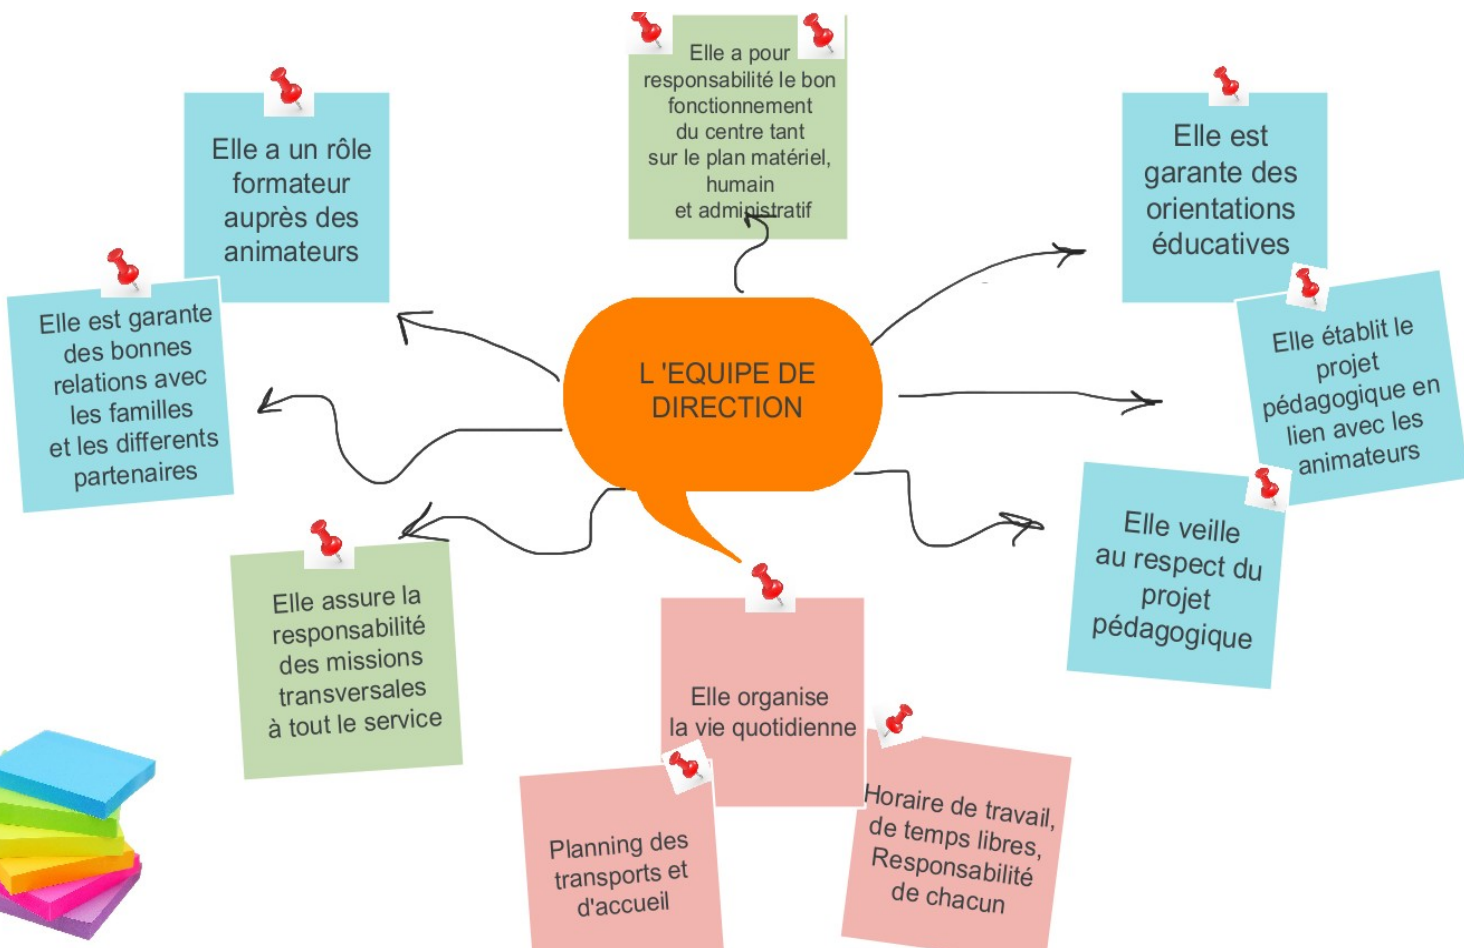 Elle a pour
responsabilité le bon
fonctionnement
du centre tant
sur le plan matériel,
humain
et administratif
Elle a un rôle
formateur
auprès des
animateurs
Elle est
garante des
orientations
éducatives
Elle est garante
des bonnes
relations avec
les familles
et les differents
partenaires
L 'EQUIPE DE
DIRECTION
Elle établit le
projet
pédagogique en
lien avec les
animateurs
Elle veille
au respect du
projet
pédagogique
Elle assure la
responsabilité
des missions
transversales
à tout le service
Elle organise
la vie quotidienne
Planning des
transports et
d'accueil
Horaire de travail,
de temps libres,
Responsabilité
de chacun